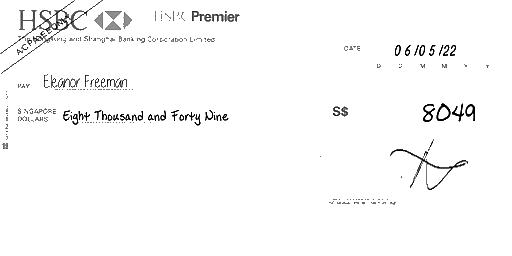 HSBC HSBC Premier
The Hongkong and Shanghai Banking Corporation Limited
A/C PAYEE ONLY
DATE 06/05/22
D D M M Y Y
PAY Eleanor Freeman
SINGAPORE
DOLLARS Eight Thousand and Forty Nine
S$ 8049